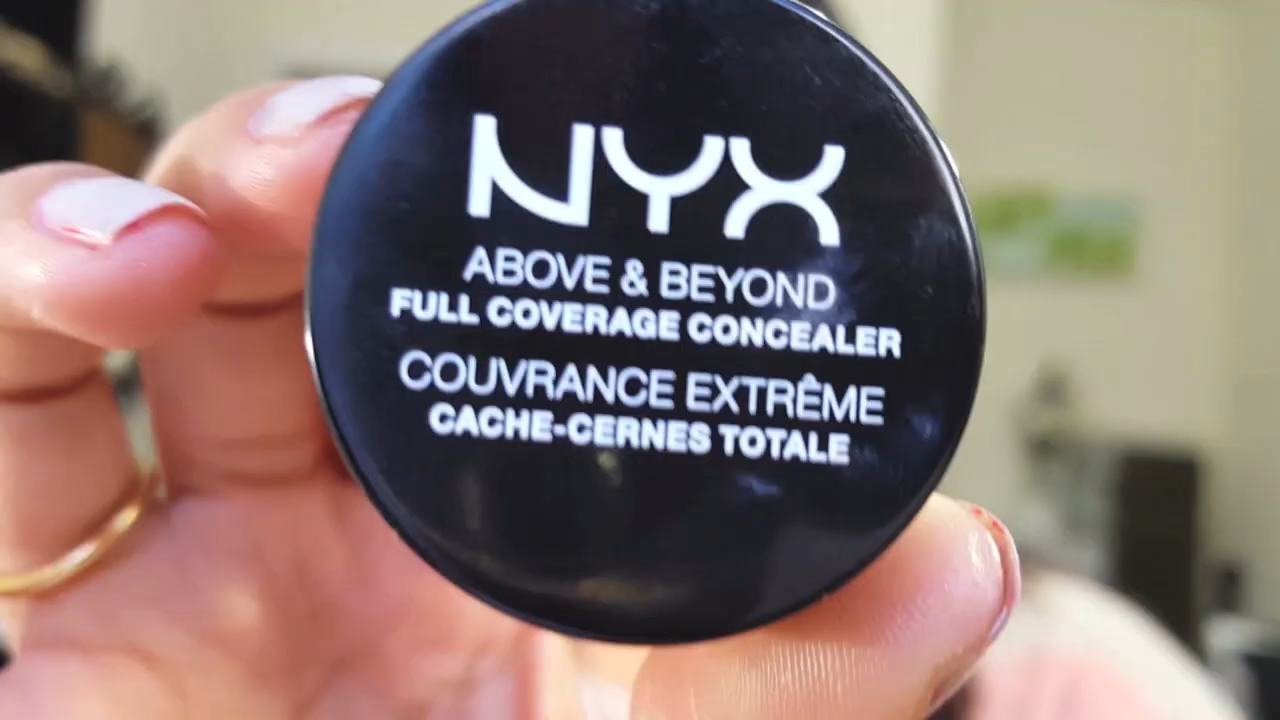 NYX
ABOVE & BEYOND
FULL COVERAGE CONCEALER
COUVRANCE EXTRÊME
CACHE-CERNES TOTALE